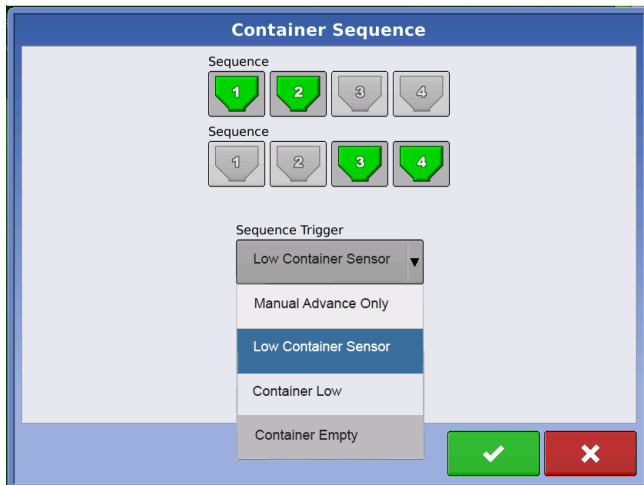 Container Sequence
Sequence
1 2 3 4
Sequence
1 2 3 4
Sequence Trigger
Low Container Sensor
Manual Advance Only
Low Container Sensor
Container Low
Container Empty